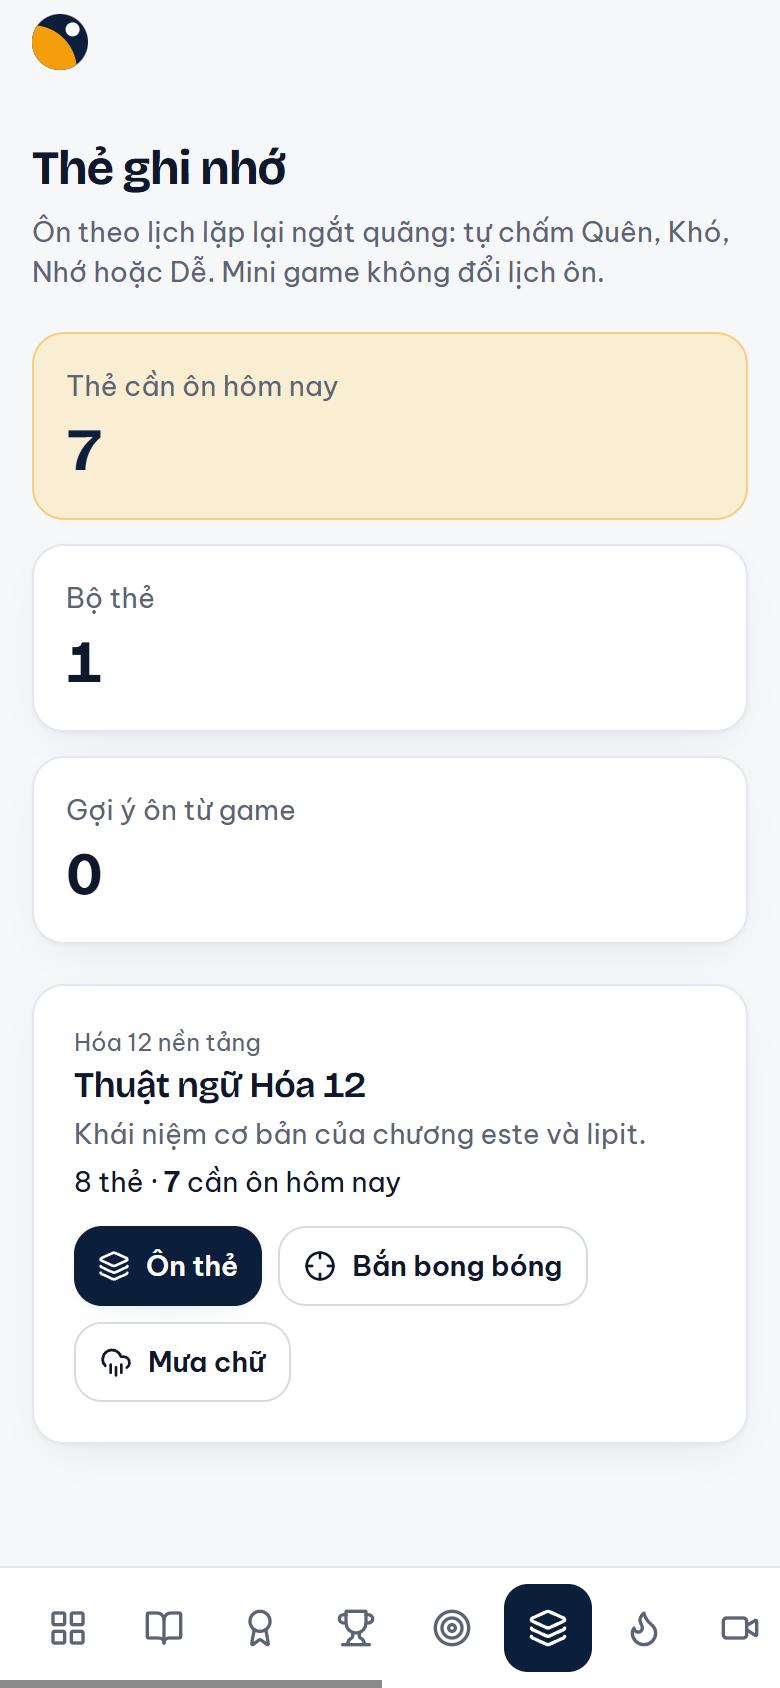 Thẻ ghi nhớ
Ôn theo lịch lặp lại ngắt quãng: tự chấm Quên, Khó,
Nhớ hoặc Dễ. Mini game không đổi lịch ôn.
Thẻ cần ôn hôm nay
7
Bộ thẻ
1
Gợi ý ôn từ game
0
Hóa 12 nền tảng
Thuật ngữ Hóa 12
Khái niệm cơ bản của chương este và lipit.
8 thẻ · 7 cần ôn hôm nay
Ôn thẻ
Bắn bong bóng
Mưa chữ